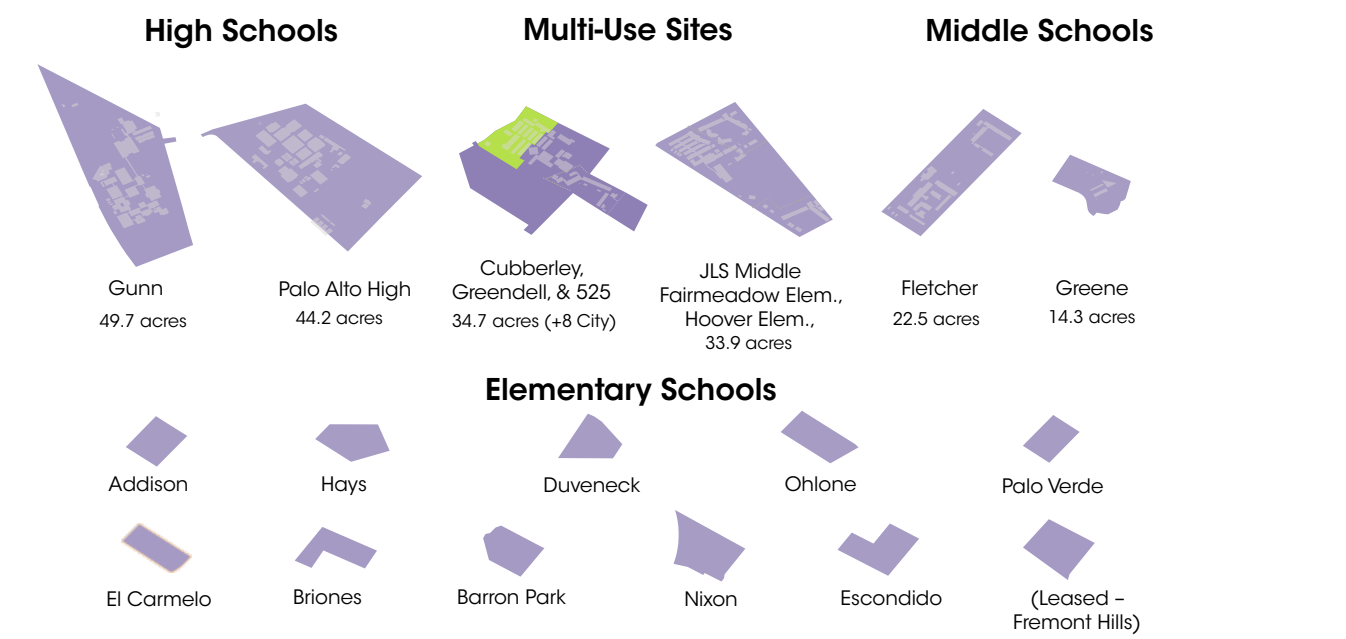 High Schools
Multi-Use Sites
Middle Schools
Gunn
49.7 acres
Palo Alto High
44.2 acres
Cubberley,
Greendell, & 525
34.7 acres (+8 City)
JLS Middle
Fairmeadow Elem.,
Hoover Elem.,
33.9 acres
Fletcher
22.5 acres
Greene
14.3 acres
Elementary Schools
Addison
Hays
Duveneck
Ohlone
Palo Verde
El Carmelo
Briones
Barron Park
Nixon
Escondido
(Leased –
Fremont Hills)